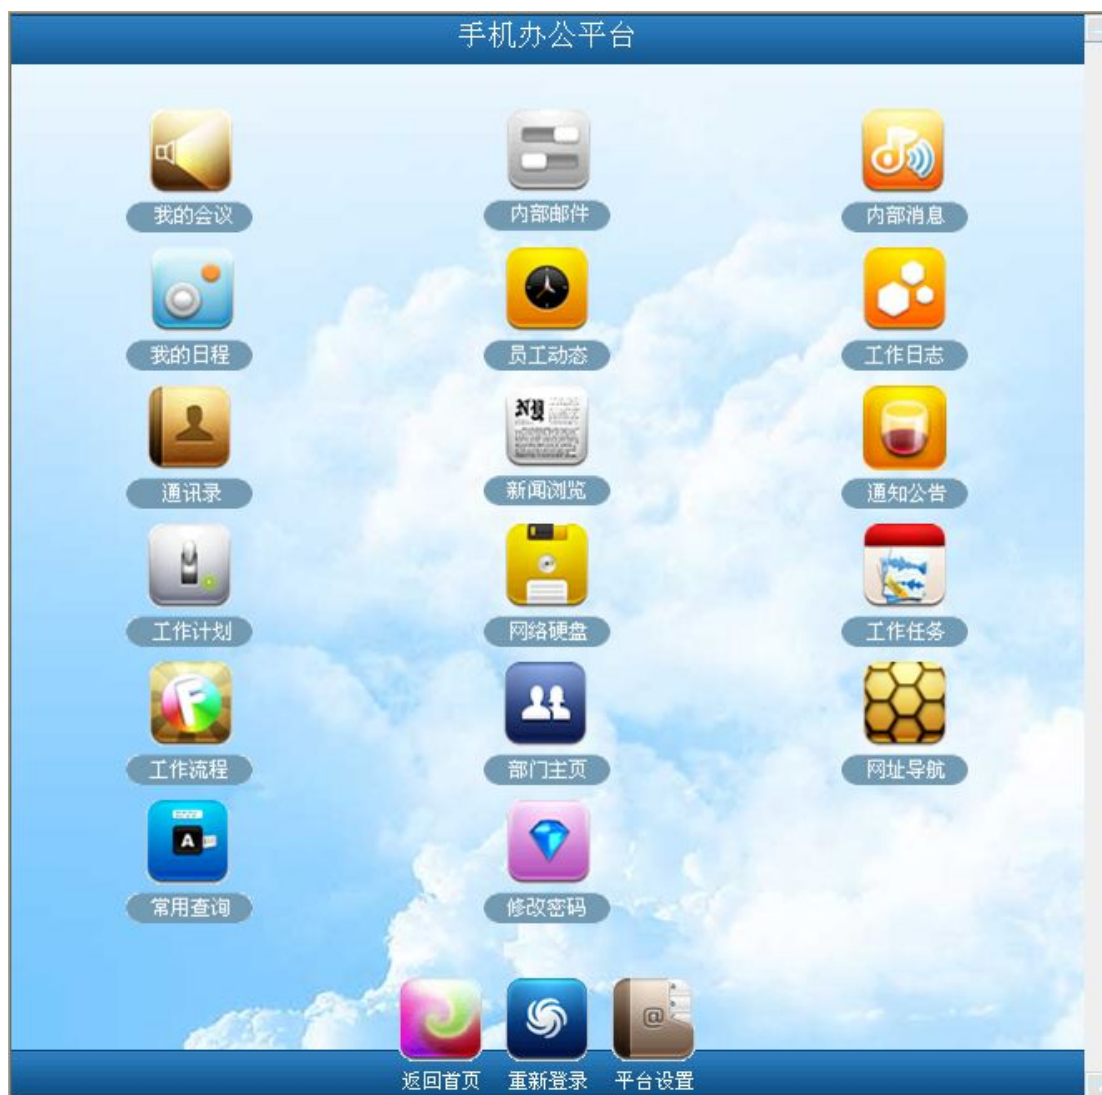 手机办公平台
我的会议 内部邮件 内部消息
我的日程 员工动态 工作日志
通讯录 新闻浏览 通知公告
工作计划 网络硬盘 工作任务
工作流程 部门主页 网址导航
常用查询 修改密码
返回首页 重新登录 平台设置